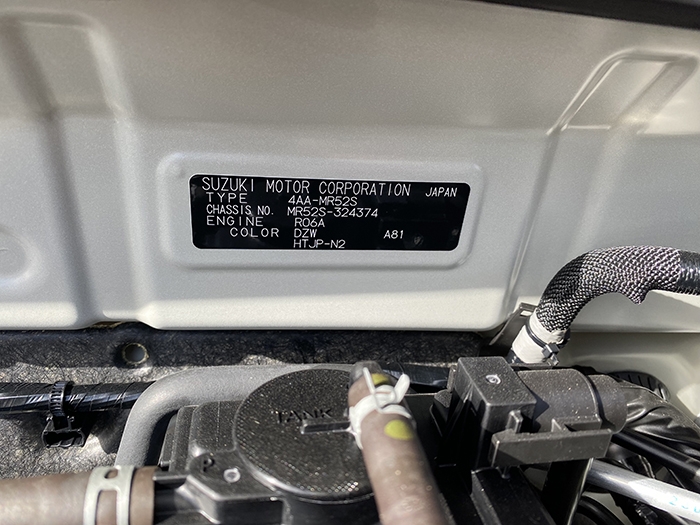 SUZUKI MOTOR CORPORATION JAPAN
TYPE 4AA-MR52S
CHASSIS NO. MR52S-324374
ENGINE R06A
COLOR DZW A81
HTJP-N2
TANK